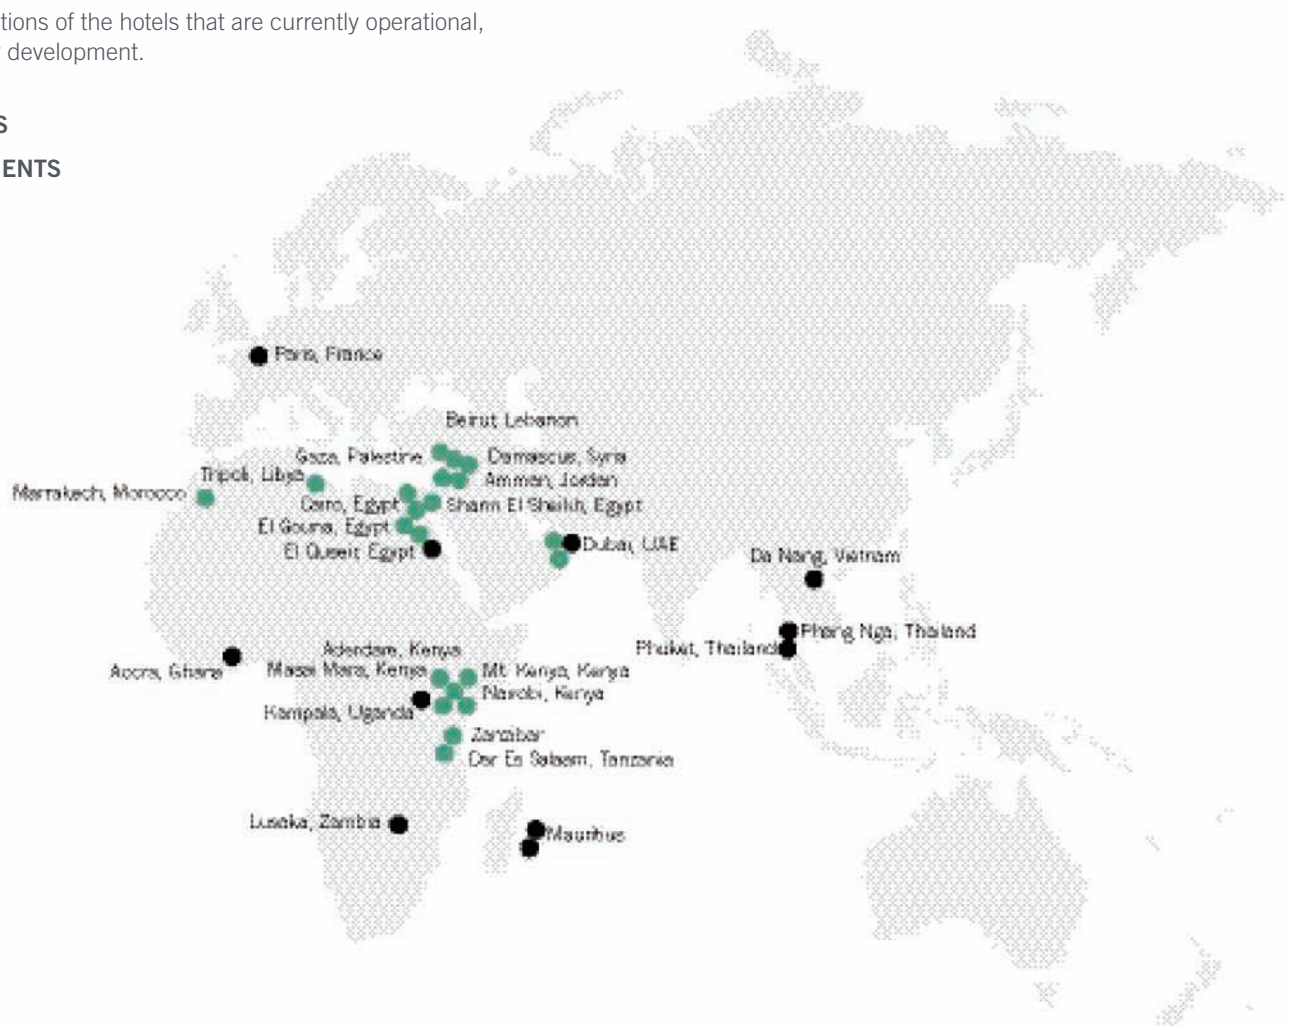 tions of the hotels that are currently operational,
development.
S
ENTS
Paris, France
Beirut, Lebanon
Gaza, Palestine
Damascus, Syria
Tripoli, Libya
Amman, Jordan
Marrakech, Morocco
Cairo, Egypt
Sharm El Sheikh, Egypt
El Gouna, Egypt
El Quseir, Egypt
Dubai, UAE
Da Nang, Vietnam
Phang Nga, Thailand
Phuket, Thailand
Aderdare, Kenya
Accra, Ghana
Masai Mara, Kenya
Mt. Kenya, Kenya
Nairobi, Kenya
Kampala, Uganda
Zanzibar
Dar Es Salaam, Tanzania
Lusaka, Zambia
Mauritius